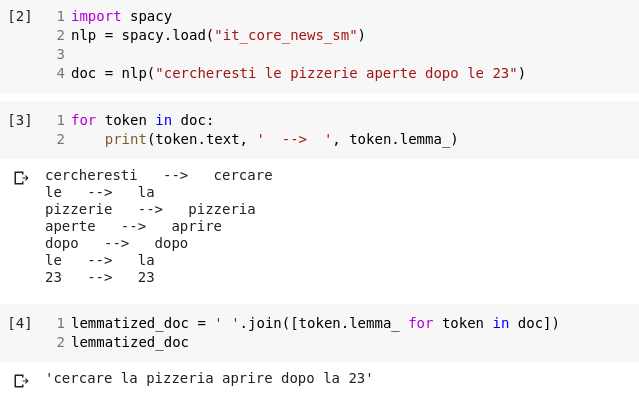 [2] 1 import spacy
2 nlp = spacy.load("it_core_news_sm")
3
4 doc = nlp("cercheresti le pizzerie aperte dopo le 23")
[3] 1 for token in doc:
2     print(token.text, '  -->  ', token.lemma_)
cercheresti   -->   cercare
le   -->   la
pizzerie   -->   pizzeria
aperte   -->   aprire
dopo   -->   dopo
le   -->   la
23   -->   23
[4] 1 lemmatized_doc = ' '.join([token.lemma_ for token in doc])
2 lemmatized_doc
'cercare la pizzeria aprire dopo la 23'